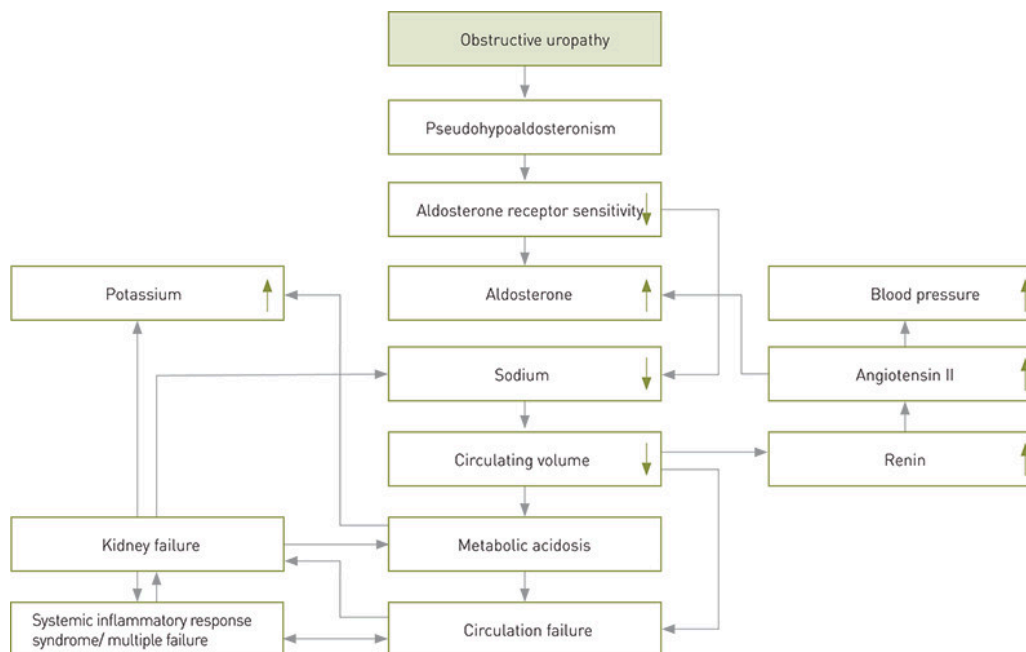 Obstructive uropathy
Pseudohypoaldosteronism
Aldosterone receptor sensitivity
Potassium
Aldosterone
Blood pressure
Sodium
Angiotensin II
Circulating volume
Renin
Kidney failure
Metabolic acidosis
Systemic inflammatory response
syndrome/ multiple failure
Circulation failure